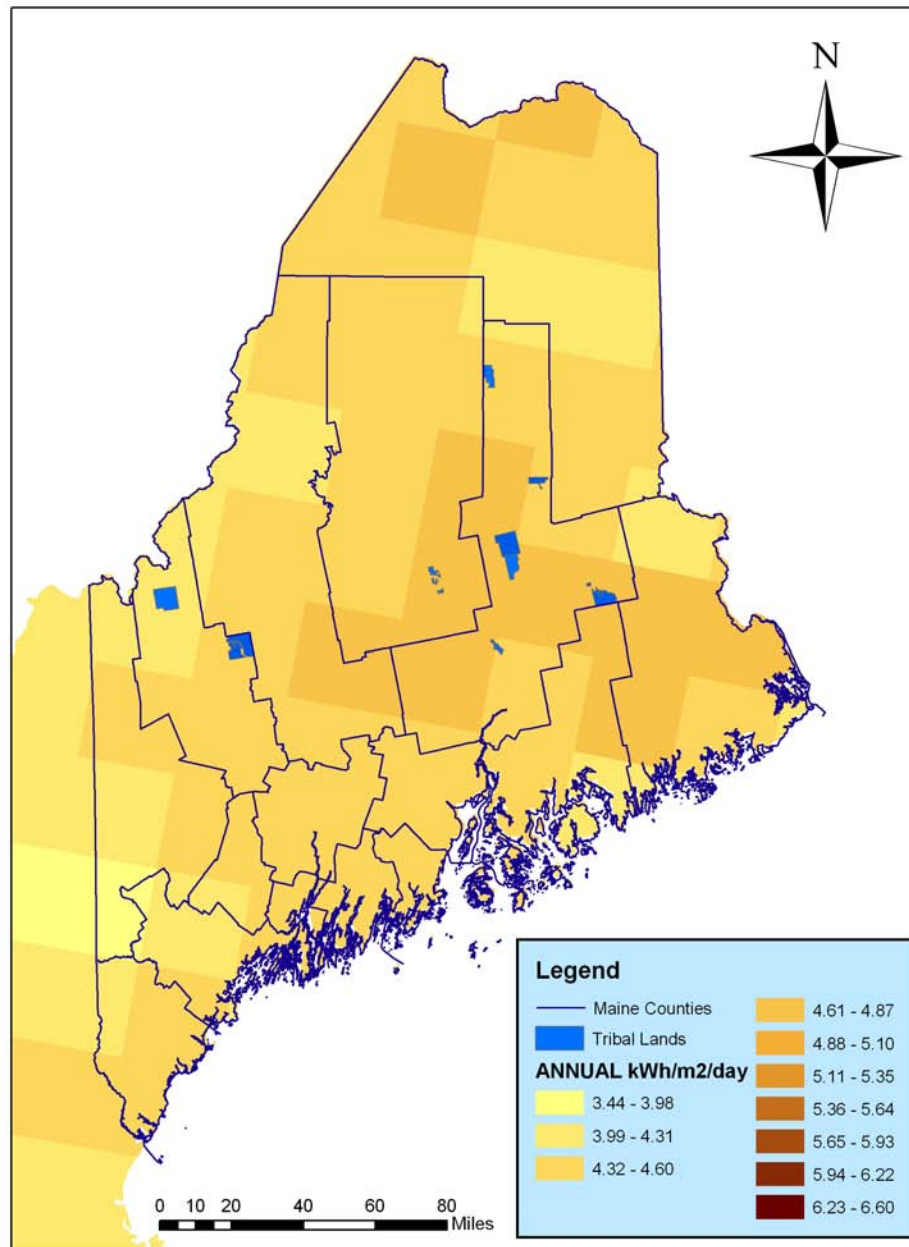 N
Legend
Maine Counties
Tribal Lands
ANNUAL kWh/m2/day
3.44 - 3.98
3.99 - 4.31
4.32 - 4.60
4.61 - 4.87
4.88 - 5.10
5.11 - 5.35
5.36 - 5.64
5.65 - 5.93
5.94 - 6.22
6.23 - 6.60
0 10 20 40 60 80
Miles